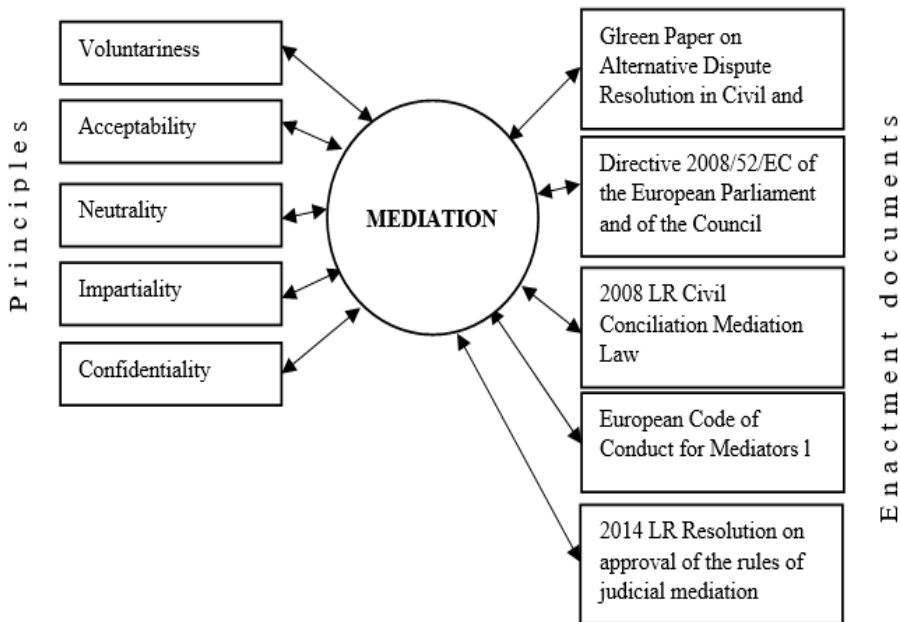 Principles
Voluntariness
Acceptability
Neutrality
Impartiality
Confidentiality
MEDIATION
Glreen Paper on
Alternative Dispute
Resolution in Civil and
Directive 2008/52/EC of
the European Parliament
and of the Council
2008 LR Civil
Conciliation Mediation
Law
European Code of
Conduct for Mediators l
2014 LR Resolution on
approval of the rules of
judicial mediation
Enactment documents